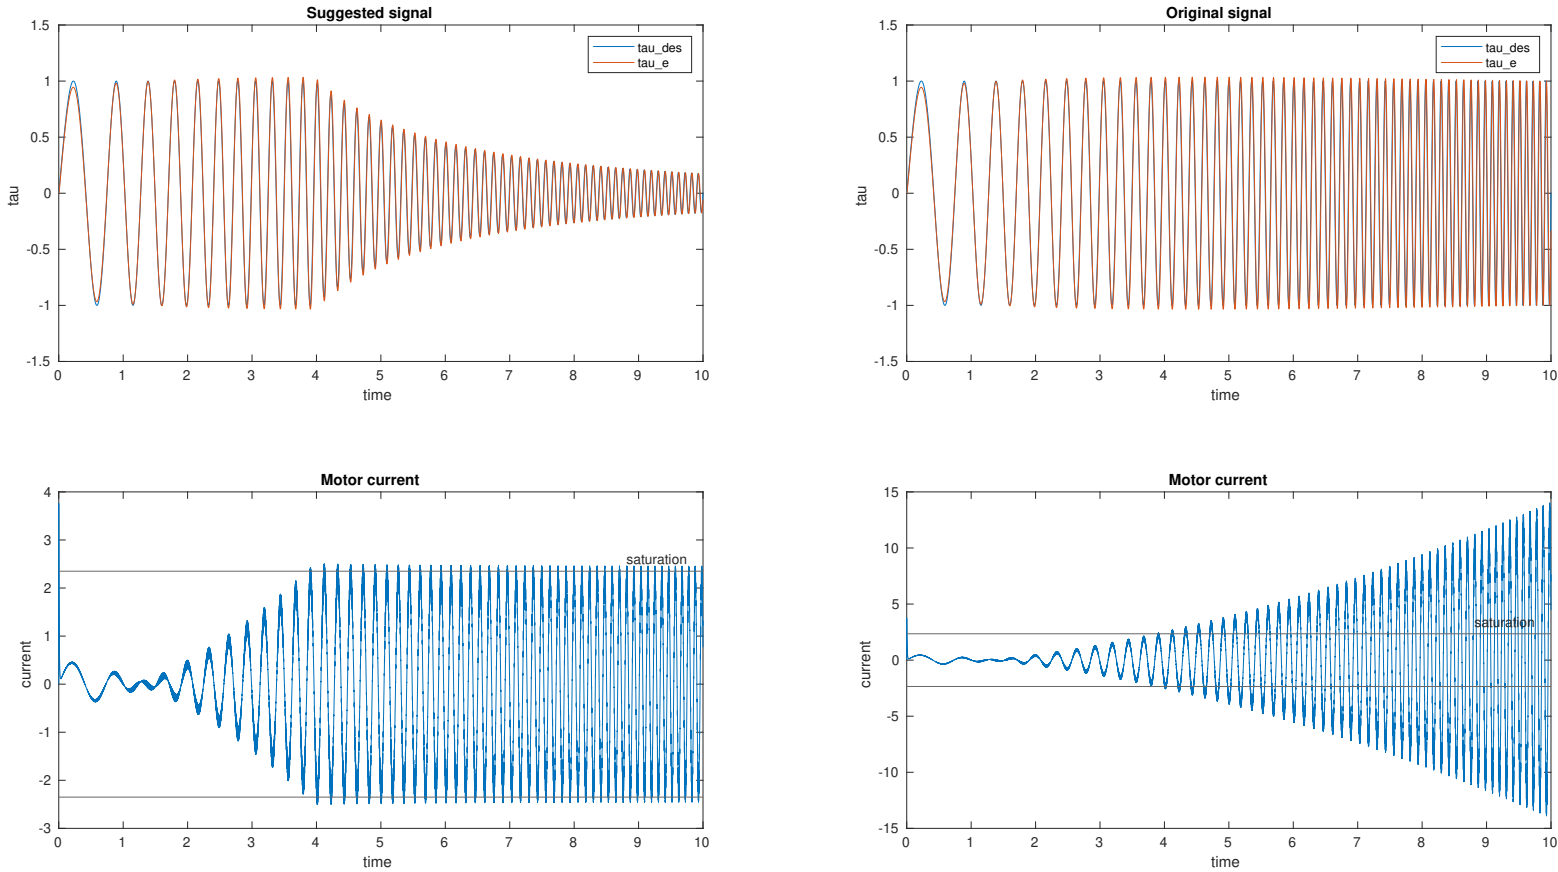 Suggested signal
1.5
1
0.5
0
-0.5
-1
-1.5
tau
tau_des
tau_e
0 1 2 3 4 5 6 7 8 9 10
time
Original signal
1.5
1
0.5
0
-0.5
-1
-1.5
tau
tau_des
tau_e
0 1 2 3 4 5 6 7 8 9 10
time
Motor current
4
3
2
1
0
-1
-2
-3
current
saturation
0 1 2 3 4 5 6 7 8 9 10
time
Motor current
15
10
5
0
-5
-10
-15
current
saturation
0 1 2 3 4 5 6 7 8 9 10
time